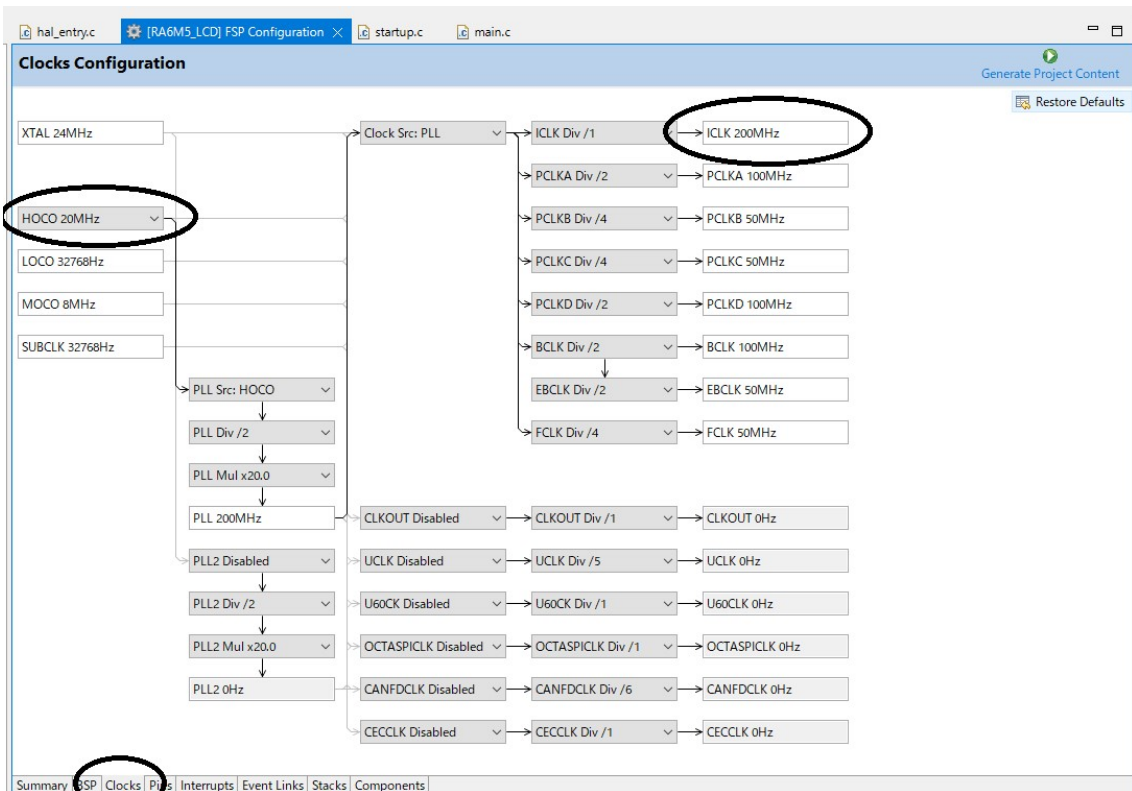 hal_entry.c
[RA6M5_LCD] FSP Configuration
startup.c
main.c
Clocks Configuration
Generate Project Content
Restore Defaults
XTAL 24MHz
Clock Src: PLL
ICLK Div /1
ICLK 200MHz
PCLKA Div /2
PCLKA 100MHz
HOCO 20MHz
PCLKB Div /4
PCLKB 50MHz
LOCO 32768Hz
PCLKC Div /4
PCLKC 50MHz
MOCO 8MHz
PCLKD Div /2
PCLKD 100MHz
SUBCLK 32768Hz
BCLK Div /2
BCLK 100MHz
PLL Src: HOCO
EBCLK Div /2
EBCLK 50MHz
PLL Div /2
FCLK Div /4
FCLK 50MHz
PLL Mul x20.0
PLL 200MHz
CLKOUT Disabled
CLKOUT Div /1
CLKOUT 0Hz
PLL2 Disabled
UCLK Disabled
UCLK Div /5
UCLK 0Hz
PLL2 Div /2
U60CK Disabled
U60CK Div /1
U60CLK 0Hz
PLL2 Mul x20.0
OCTASPICLK Disabled
OCTASPICLK Div /1
OCTASPICLK 0Hz
PLL2 0Hz
CANFDCLK Disabled
CANFDCLK Div /6
CANFDCLK 0Hz
CECCLK Disabled
CECCLK Div /1
CECCLK 0Hz
Summary BSP Clocks Pins Interrupts Event Links Stacks Components